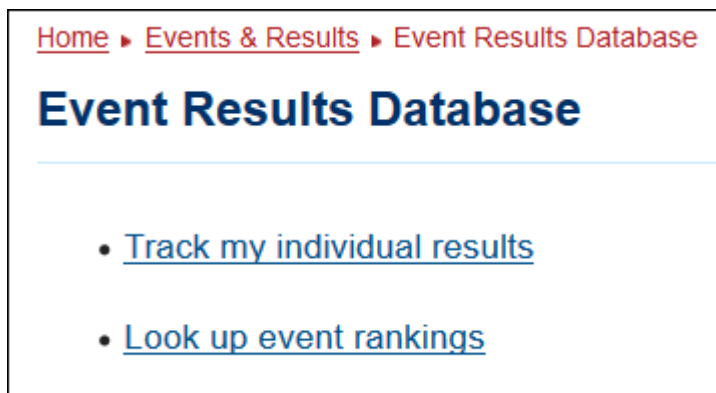 Home ▸ Events & Results ▸ Event Results Database
Event Results Database
• Track my individual results
• Look up event rankings